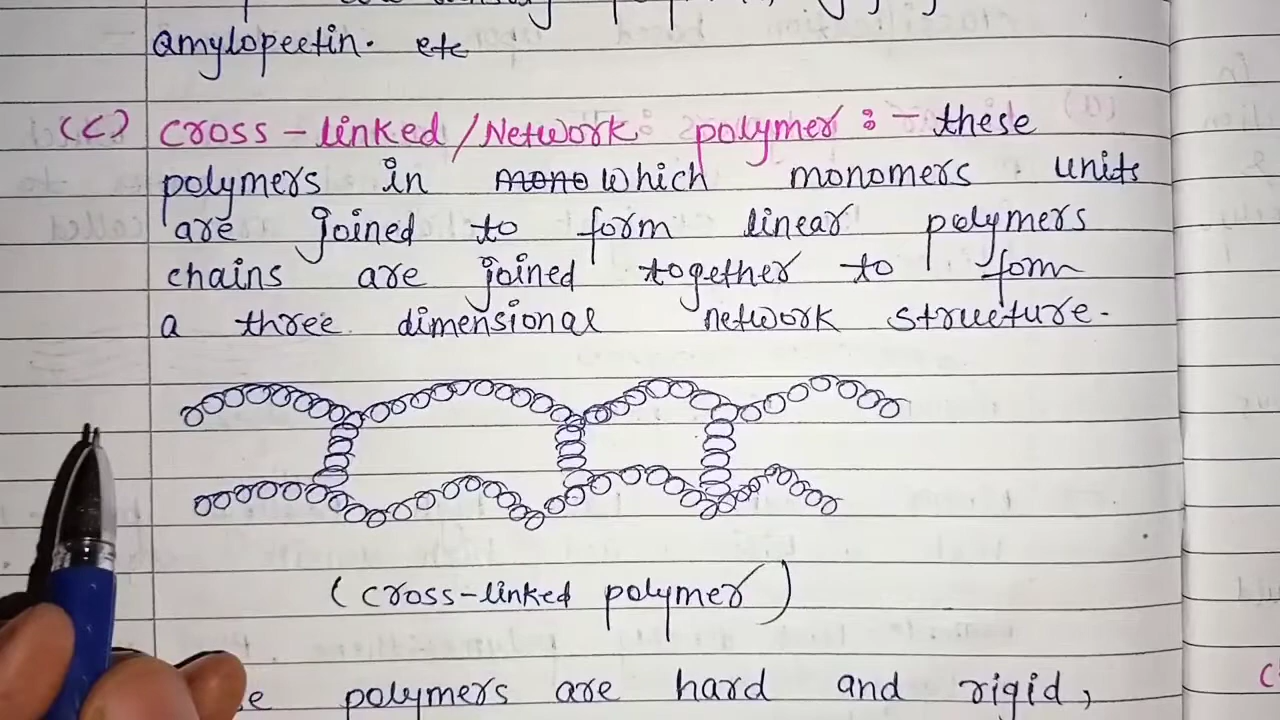 amylopectin. etc
(C) Cross-linked/Network polymer :- these
polymers in mono which monomers units
are joined to form linear polymers
chains are joined together to form
a three dimensional network structure.
(cross-linked polymer)
polymers are hard and rigid,